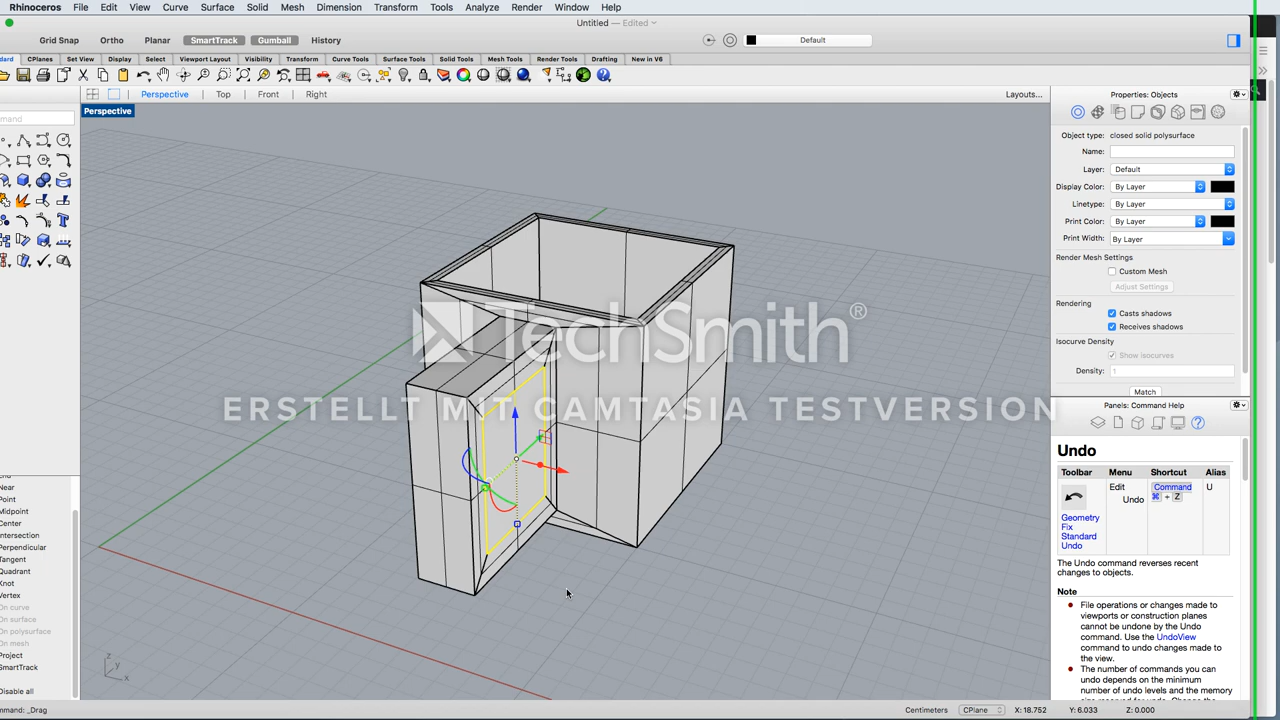 Rhinoceros File Edit View Curve Surface Solid Mesh Dimension Transform Tools Analyze Render Window Help
Untitled — Edited
Grid Snap Ortho Planar SmartTrack Gumball History Default
CPlanes Set View Display Select Viewport Layout Visibility Transform Curve Tools Surface Tools Solid Tools Mesh Tools Render Tools Drafting New in V6
Perspective Top Front Right Layouts...
Perspective
Properties: Objects
Object type: closed solid polysurface
Name:
Layer: Default
Display Color: By Layer
Linetype: By Layer
Print Color: By Layer
Print Width: By Layer
Render Mesh Settings
Custom Mesh
Adjust Settings
Rendering
Casts shadows
Receives shadows
Isocurve Density
Show isocurves
Density: 1
Match
Panels: Command Help
Undo
Toolbar Menu Shortcut Alias
Edit Command U
Undo ⌘ + Z
Geometry
Fix
Standard
Undo
The Undo command reverses recent
changes to objects.
Note
File operations or changes made to
viewports or construction planes
cannot be undone by the Undo
command. Use the UndoView
command to undo changes made to
the view.
The number of commands you can
undo depends on the minimum
number of undo levels and the memory
TechSmith®
ERSTELLT MIT CAMTASIA TESTVERSION
Near
Point
Midpoint
Center
Perpendicular
Tangent
Quadrant
Knot
Vertex
On curve
On surface
On polysurface
On mesh
Project
SmartTrack
Disable all
z
y
x
_Drag
Centimeters CPlane X: 18.752 Y: 6.033 Z: 0.000